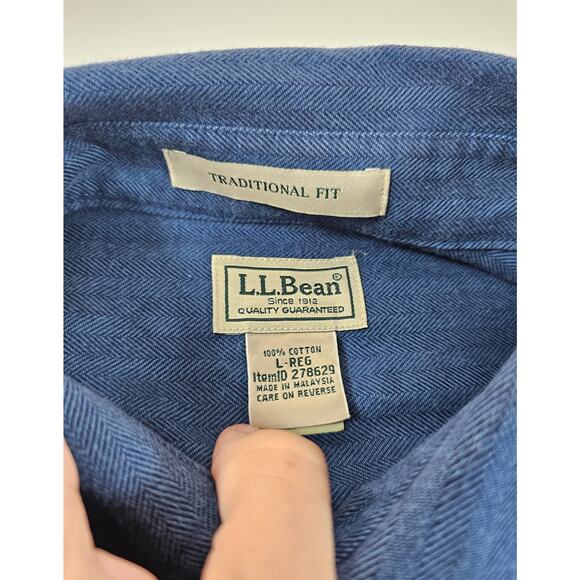 TRADITIONAL FIT
L.L.Bean®
Since 1912
QUALITY GUARANTEED
100% COTTON
L-REG
ItemID 278629
MADE IN MALAYSIA
CARE ON REVERSE